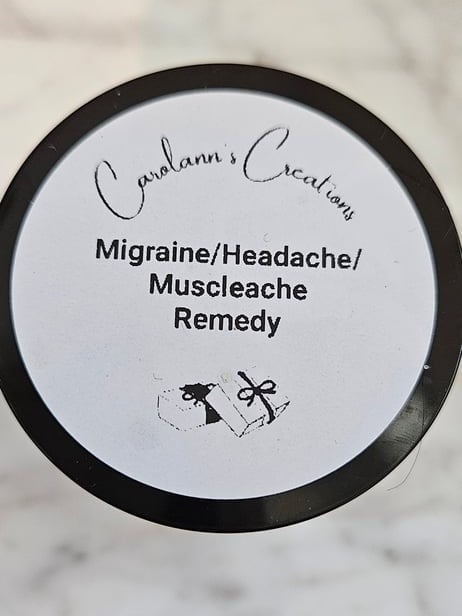 Carolann's Creations
Migraine/Headache/
Muscleache
Remedy